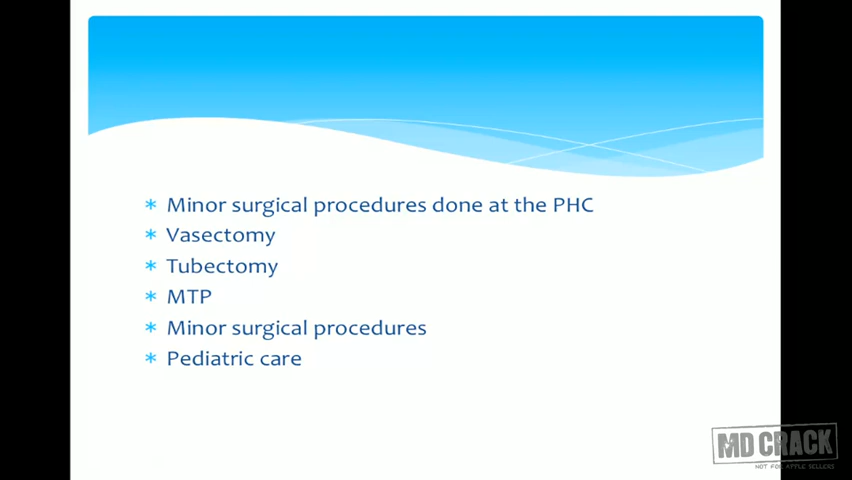 * Minor surgical procedures done at the PHC
* Vasectomy
* Tubectomy
* MTP
* Minor surgical procedures
* Pediatric care
MD CRACK
NOT FOR APPLE SELLERS